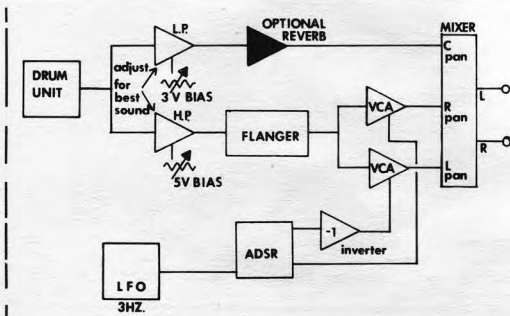 L.P.
OPTIONAL
REVERB
MIXER
C
pan
DRUM
UNIT
adjust
for
best
sound
3V BIAS
H.P.
5V BIAS
FLANGER
VCA
R
pan
VCA
L
pan
L
R
-1
inverter
ADSR
LFO
3HZ.